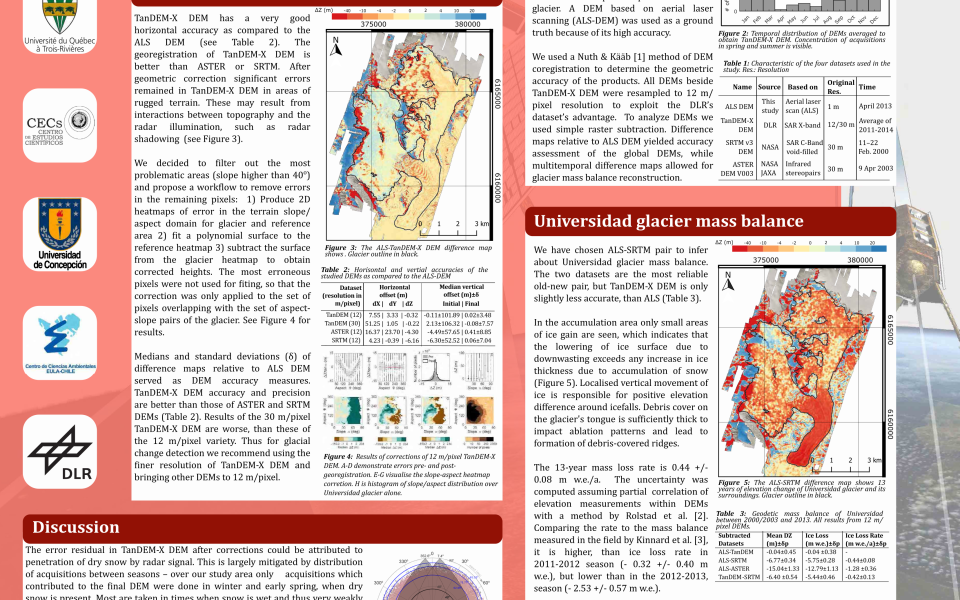 Université du Québec
à Trois-Rivières
CECs
CENTRO
DE ESTUDIOS
CIENTÍFICOS
Universidad
de Concepción
Centro de Ciencias Ambientales
EULA-CHILE
DLR
TanDEM-X DEM has a very good
horizontal accuracy as compared to the
ALS DEM (see Table 2). The
georegistration of TanDEM-X DEM is
better than ASTER or SRTM. After
geometric correction significant errors
remained in TanDEM-X DEM in areas of
rugged terrain. These may result from
interactions between topography and the
radar illumination, such as radar
shadowing (see Figure 3).
We decided to filter out the most
problematic areas (slope higher than 40°)
and propose a workflow to remove errors
in the remaining pixels: 1) Produce 2D
heatmaps of error in the terrain slope/
aspect domain for glacier and reference
area 2) fit a polynomial surface to the
reference heatmap 3) subtract the surface
from the glacier heatmap to obtain
corrected heights. The most erroneous
pixels were not used for fiting, so that the
correction was only applied to the set of
pixels overlapping with the set of aspect-
slope pairs of the glacier. See Figure 4 for
results.
Medians and standard deviations (δ) of
difference maps relative to ALS DEM
served as DEM accuracy measures.
TanDEM-X DEM accuracy and precision
are better than those of ASTER and SRTM
DEMs (Table 2). Results of the 30 m/pixel
TanDEM-X DEM are worse, than these of
the 12 m/pixel variety. Thus for glacial
change detection we recommend using the
finer resolution of TanDEM-X DEM and
bringing other DEMs to 12 m/pixel.
ΔZ (m) -40 -20 -10 -6 -4 -2 0 2 4 6 10 20
375000 380000
N
6165000
6160000
0 1 2 3 km
Figure 3: The ALS-TanDEM-X DEM difference map
shows . Glacier outline in black.
Table 2: Horizontal and vertial accuracies of the
studied DEMs as compared to the ALS-DEM
Dataset (resolution in m/pixel) Horizontal offset (m) dX | dY | dZ Median vertical offset (m)±δ Initial | Final
TanDEM (12) 7.55 | 3.33 | -0.32 -0.11±101.89 | 0.02±3.48
TanDEM (30) 51.25 | 1.05 | -0.22 2.13±106.32 | -0.08±7.57
ASTER (12) 16.37 | 23.70 | -4.30 -4.49±57.65 | 0.41±8.85
SRTM (12) 4.23 | -0.39 | -6.16 -6.30±52.52 | 0.06±7.04
Figure 4: Results of corrections of 12 m/pixel TanDEM-X
DEM. A-D demonstrate errors pre- and post-
georegistration. E-G visualise the slope-aspect heatmap
corretion. H is histogram of slope/aspect distribution over
Universidad glacier alone.
Discussion
The error residual in TanDEM-X DEM after corrections could be attributed to
penetration of dry snow by radar signal. This is largely mitigated by distribution
of acquisitions between seasons – over our study area only acquisitions which
contributed to the final DEM were done in winter and early spring, when dry
snow is present. Most are taken in times when snow is wet and thus very weakly
glacier. A DEM based on aerial laser
scanning (ALS-DEM) was used as a ground
truth because of its high accuracy.
We used a Nuth & Kääb [1] method of DEM
coregistration to determine the geometric
accuracy of the products. All DEMs beside
TanDEM-X DEM were resampled to 12 m/
pixel resolution to exploit the DLR's
dataset's advantage. To analyze DEMs we
used simple raster subtraction. Difference
maps relative to ALS DEM yielded accuracy
assessment of the global DEMs, while
multitemporal difference maps allowed for
glacier mass balance reconstruction.
0 Jan Feb Mar Apr May Jun Jul Aug Sep Oct Nov Dec
Figure 2: Temporal distribution of DEMs averaged to
obtain TanDEM-X DEM. Concentration of acquisitions
in spring and summer is visible.
Table 1: Characteristic of the four datasets used in the
study. Res.: Resolution
Name Source Based on Original Res. Time
ALS DEM This study Aerial laser scan (ALS) 1 m April 2013
TanDEM-X DEM DLR SAR X-band 12/30 m Average of 2011-2014
SRTM v3 DEM NASA SAR C-Band void-filled 30 m 11–22 Feb. 2000
ASTER DEM V003 NASA JAXA Infrared stereopairs 30 m 9 Apr 2003
Universidad glacier mass balance
We have chosen ALS-SRTM pair to infer
about Universidad glacier mass balance.
The two datasets are the most reliable
old-new pair, but TanDEM-X DEM is only
slightly less accurate, than ALS (Table 3).
In the accumulation area only small areas
of ice gain are seen, which indicates that
the lowering of ice surface due to
downwasting exceeds any increase in ice
thickness due to accumulation of snow
(Figure 5). Localised vertical movement of
ice is responsible for positive elevation
difference around icefalls. Debris cover on
the glacier's tongue is sufficiently thick to
impact ablation patterns and lead to
formation of debris-covered ridges.
The 13-year mass loss rate is 0.44 +/-
0.08 m w.e./a. The uncertainty was
computed assuming partial correlation of
elevation measurements within DEMs
with a method by Rolstad et al. [2].
Comparing the rate to the mass balance
measured in the field by Kinnard et al. [3],
it is higher, than ice loss rate in
2011-2012 season (- 0.32 +/- 0.40 m
w.e.), but lower than in the 2012-2013,
season (- 2.53 +/- 0.57 m w.e.).
ΔZ (m) -40 -20 -10 -6 -4 -2 0 2 4 6 10 20
375000 380000
N
6165000
6160000
0 1 2 3 km
Figure 5: The ALS-SRTM difference map shows 13
years of elevation change of Universidad glacier and its
surroundings. Glacier outline in black.
Table 3: Geodetic mass balance of Universidad
between 2000/2003 and 2013. All results from 12 m/
pixel DEMs.
Subtracted Datasets Mean DZ (m)±δp Ice Loss (m w.e.)±δp Ice Loss Rate (m w.e./a)±δp
ALS-TanDEM -0.04±0.45 -0.04 ±0.38 -
ALS-SRTM -6.77±0.34 -5.75±0.28 -0.44±0.08
ALS-ASTER -15.04±1.33 -12.79±1.13 -1.28 ±0.36
TanDEM-SRTM -6.40 ±0.54 -5.44±0.46 -0.42±0.13